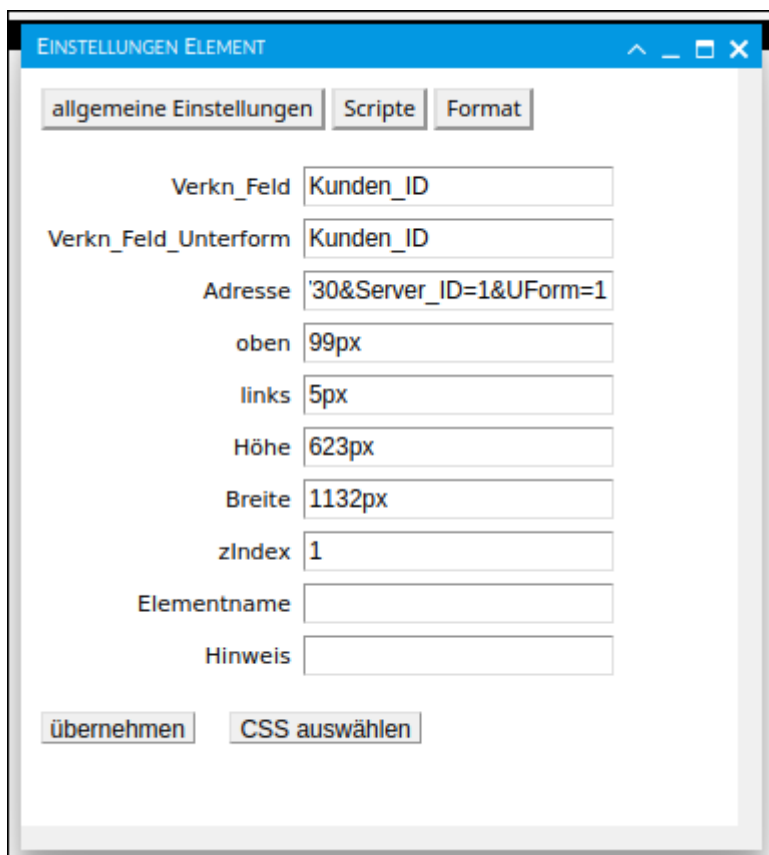 EINSTELLUNGEN ELEMENT
allgemeine Einstellungen Scripte Format
Verkn_Feld Kunden_ID
Verkn_Feld_Unterform Kunden_ID
Adresse '30&Server_ID=1&UForm=1
oben 99px
links 5px
Höhe 623px
Breite 1132px
zIndex 1
Elementname
Hinweis
übernehmen CSS auswählen